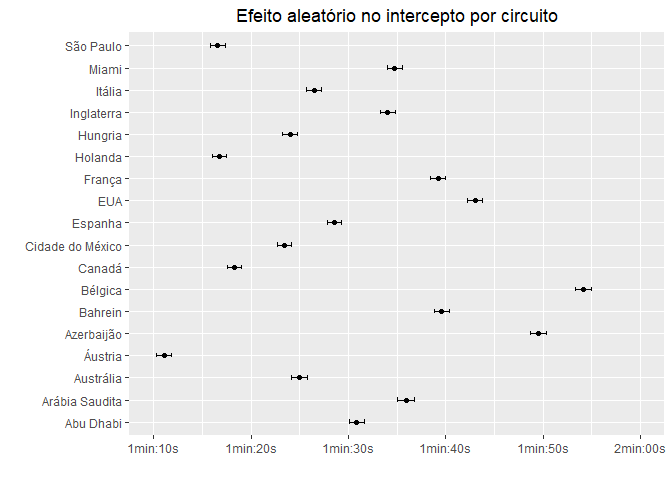 Efeito aleatório no intercepto por circuito
São Paulo
Miami
Itália
Inglaterra
Hungria
Holanda
França
EUA
Espanha
Cidade do México
Canadá
Bélgica
Bahrein
Azerbaijão
Áustria
Austrália
Arábia Saudita
Abu Dhabi
1min:10s 1min:20s 1min:30s 1min:40s 1min:50s 2min:00s